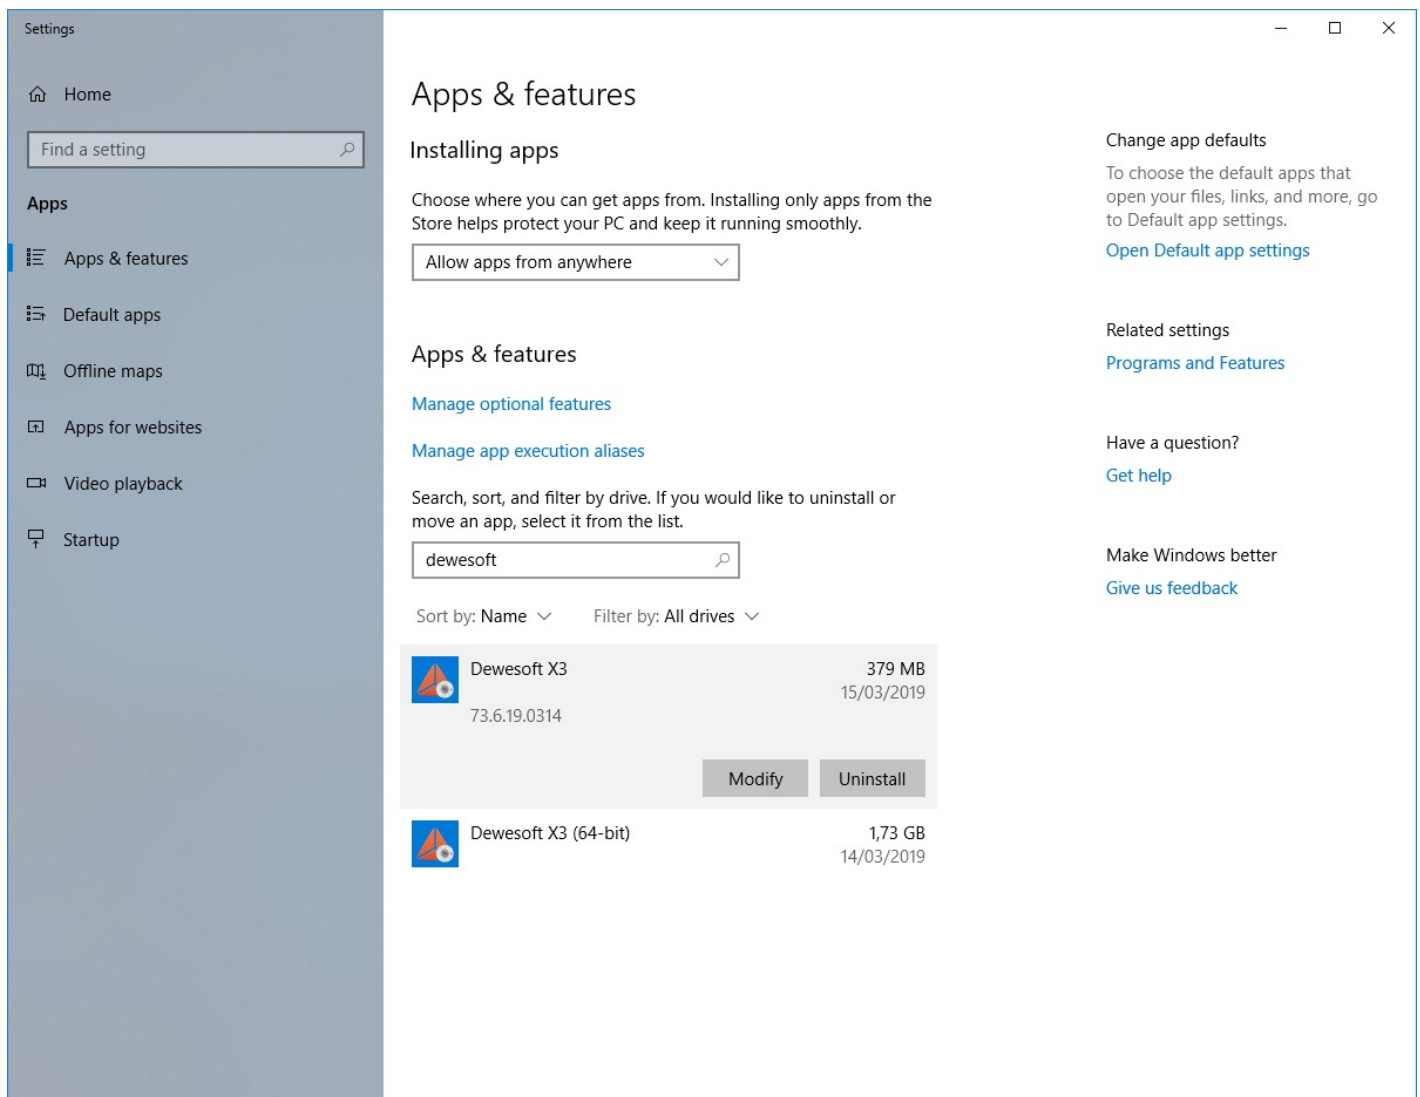 Settings
Home
Find a setting
Apps
Apps & features
Default apps
Offline maps
Apps for websites
Video playback
Startup
Apps & features
Installing apps
Choose where you can get apps from. Installing only apps from the
Store helps protect your PC and keep it running smoothly.
Allow apps from anywhere
Apps & features
Manage optional features
Manage app execution aliases
Search, sort, and filter by drive. If you would like to uninstall or
move an app, select it from the list.
dewesoft
Sort by: Name Filter by: All drives
Dewesoft X3 379 MB
15/03/2019
73.6.19.0314
Modify Uninstall
Dewesoft X3 (64-bit) 1,73 GB
14/03/2019
Change app defaults
To choose the default apps that
open your files, links, and more, go
to Default app settings.
Open Default app settings
Related settings
Programs and Features
Have a question?
Get help
Make Windows better
Give us feedback